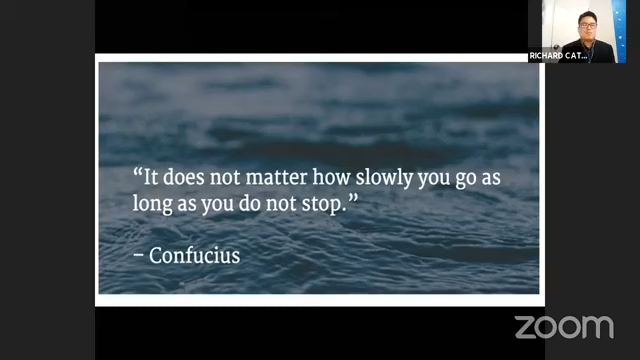 RICHARD CAT...
“It does not matter how slowly you go as
long as you do not stop.”
– Confucius
zoom